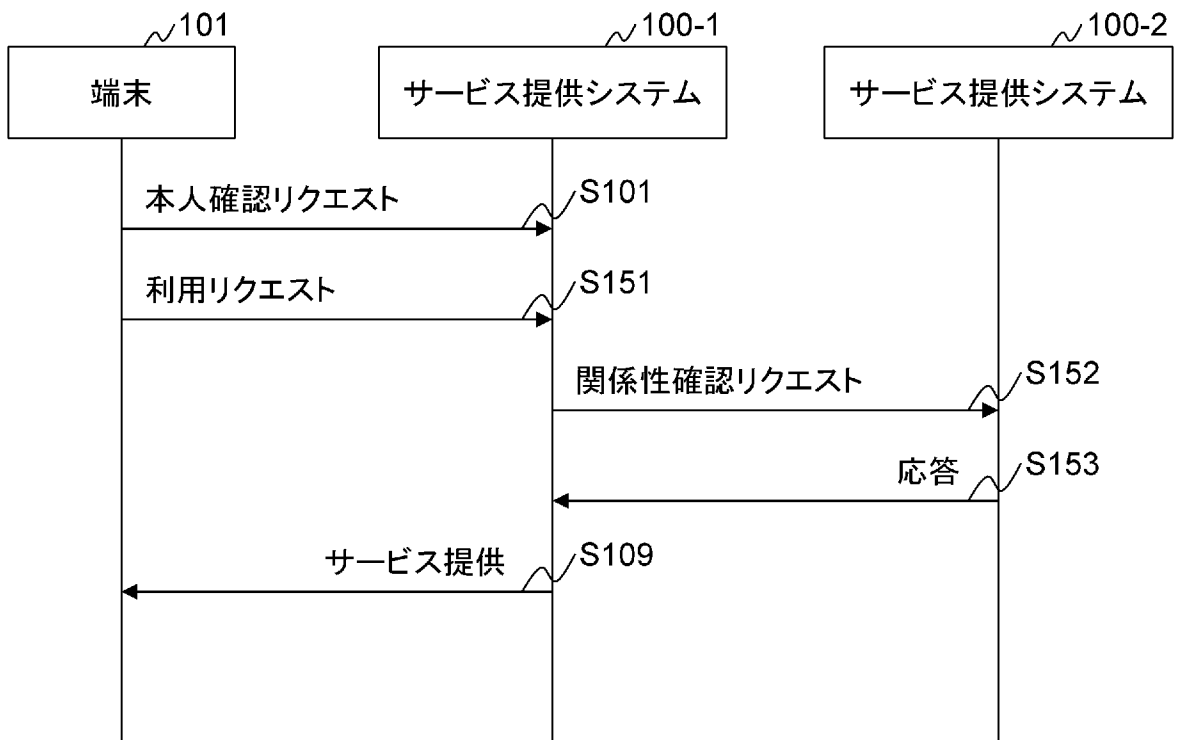 101
100-1
100-2
端末
サービス提供システム
サービス提供システム
本人確認リクエスト
S101
利用リクエスト
S151
関係性確認リクエスト
S152
応答
S153
サービス提供
S109